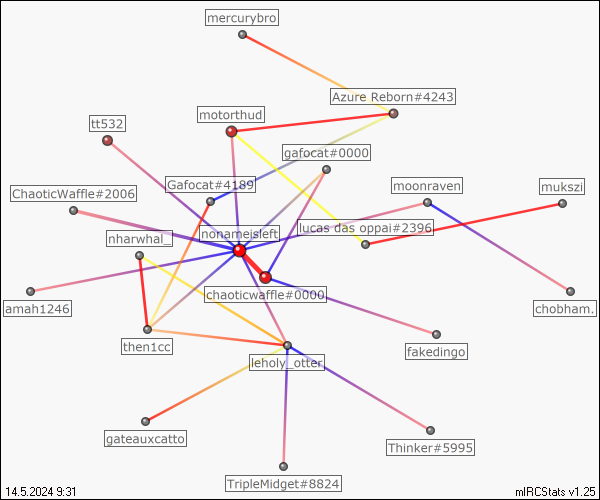 mercurybro
Azure Reborn#4243
motorthud
tt532
gafocat#0000
Gafocat#4189
moonraven
mukszi
ChaoticWaffle#2006
nonameisleft
lucas das oppai#2396
nharwhal_
chaoticwaffle#0000
amah1246
chobham.
then1cc
fakedingo
leholy_otter
gateauxcatto
Thinker#5995
TripleMidget#8824
14.5.2024 9:31
mIRCStats v1.25